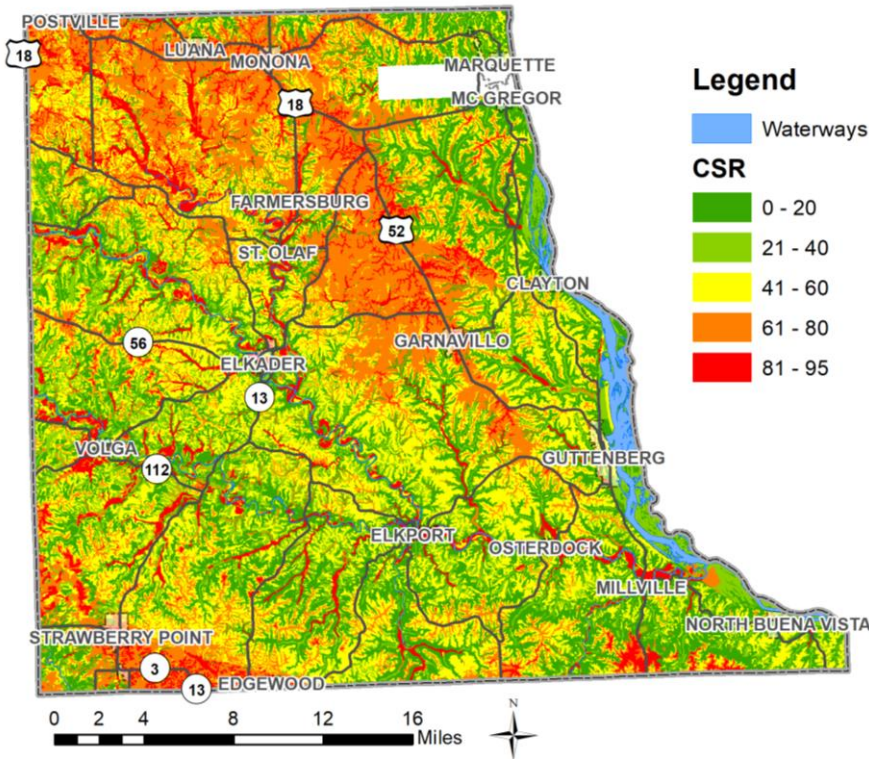 POSTVILLE
LUANA
MONONA
18
MARQUETTE
MC GREGOR
18
FARMERSBURG
52
ST. OLAF
CLAYTON
56
GARNAVILLO
ELKADER
13
VOLGA
112
GUTTENBERG
ELKPORT
OSTERDOCK
MILLVILLE
NORTH BUENA VISTA
STRAWBERRY POINT
3
13
EDGEWOOD
Legend
Waterways
CSR
0 - 20
21 - 40
41 - 60
61 - 80
81 - 95
0 2 4 8 12 16
Miles
N